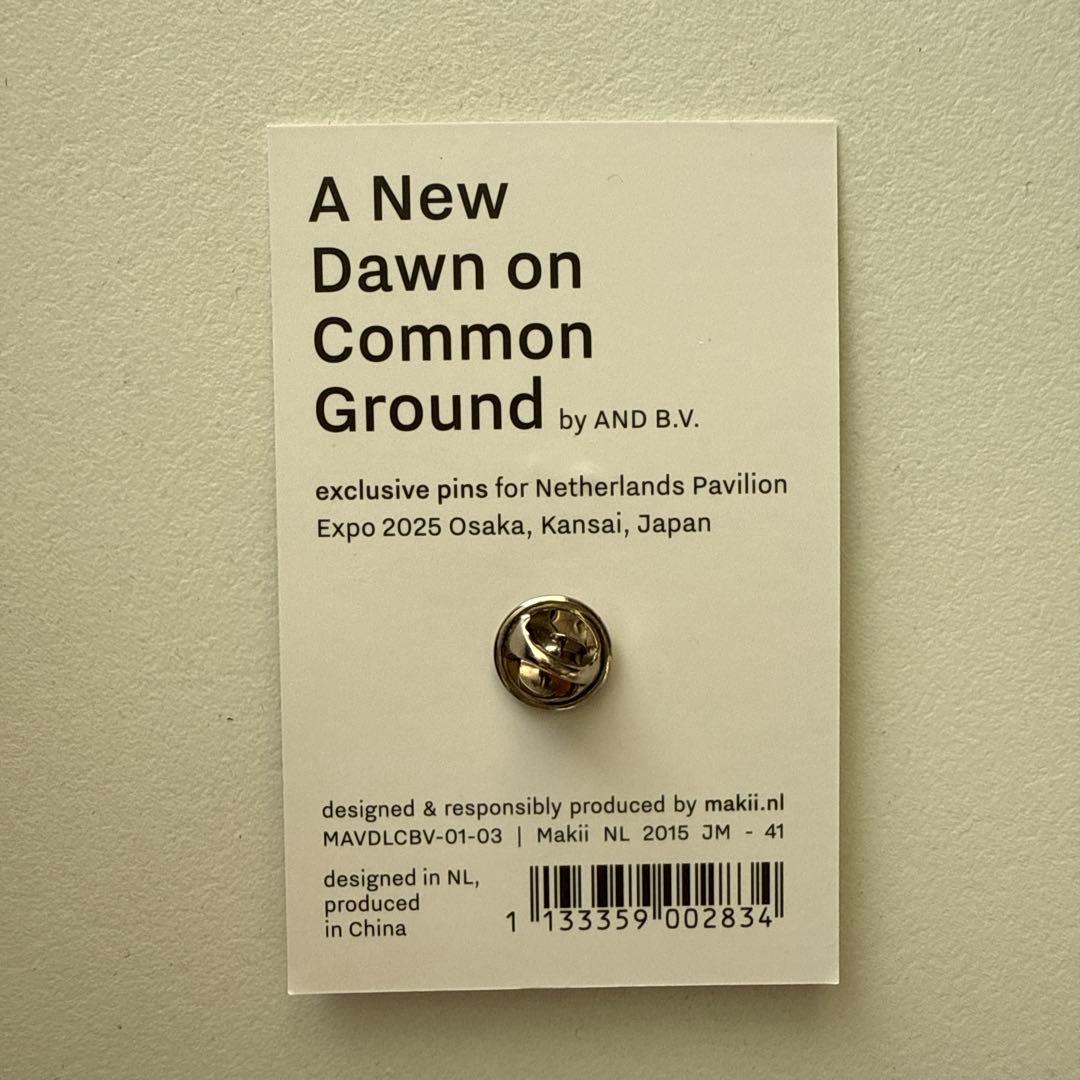 A New
Dawn on
Common
Ground by AND B.V.
exclusive pins for Netherlands Pavilion
Expo 2025 Osaka, Kansai, Japan
designed & responsibly produced by makii.nl
MAVDLCBV-01-03 | Makii NL 2015 JM - 41
designed in NL,
produced
in China
1 133359 002834